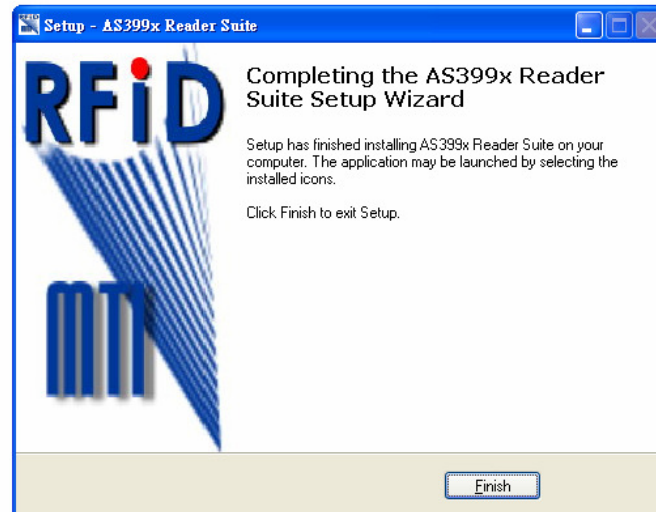 Setup - AS399x Reader Suite
RFiD
MTI
Completing the AS399x Reader
Suite Setup Wizard
Setup has finished installing AS399x Reader Suite on your
computer. The application may be launched by selecting the
installed icons.
Click Finish to exit Setup.
Finish